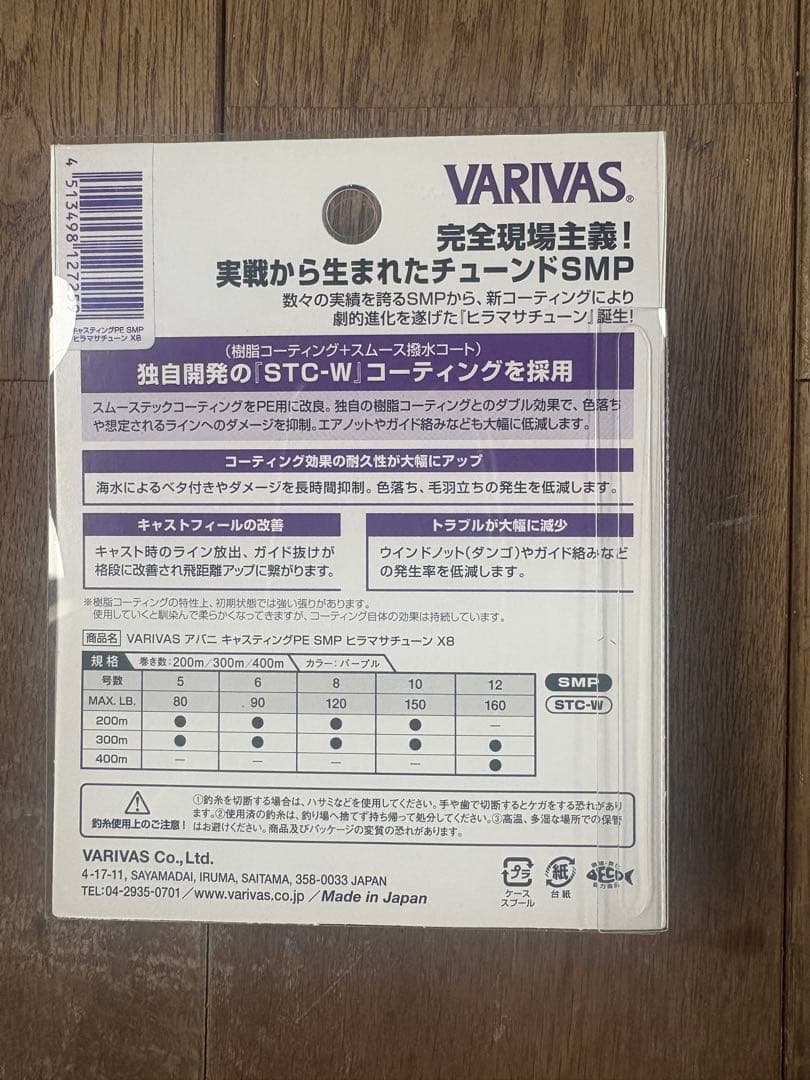 4 513498 12725
キャスティングPE SMP
ヒラマサチューン X8
VARIVAS®
完全現場主義!
実戦から生まれたチューンドSMP
数々の実績を誇るSMPから、新コーティングにより
劇的進化を遂げた『ヒラマサチューン』誕生!
(樹脂コーティング+スムース撥水コート)
独自開発の『STC-W』コーティングを採用
スムーステックコーティングをPE用に改良。独自の樹脂コーティングとのダブル効果で、色落ち
や想定されるラインへのダメージを抑制。エアノットやガイド絡みなども大幅に低減します。
コーティング効果の耐久性が大幅にアップ
海水によるベタ付きやダメージを長時間抑制。色落ち、毛羽立ちの発生を低減します。
キャストフィールの改善
キャスト時のライン放出、ガイド抜けが
格段に改善され飛距離アップに繋がります。
トラブルが大幅に減少
ウインドノット(ダンゴ)やガイド絡みなど
の発生率を低減します。
※樹脂コーティングの特性上、初期状態では強い張りがあります。
使用していくと馴染んで柔らかくなってきますが、コーティング自体の効果は持続しています。
商品名 VARIVAS アバニ キャスティングPE SMP ヒラマサチューン X8
規格 巻き数:200m/300m/400m カラー:パープル
号数 5 6 8 10 12
MAX. LB. 80 90 120 150 160
200m ● ● ● ● —
300m ● ● ● ● ●
400m — — — — ●
SMP
STC-W
釣糸使用上のご注意!
①釣糸を切断する場合は、ハサミなどを使用してください。手や歯で切断するとケガをする恐れがあり
ます。②使用済の釣糸は、釣り場へ捨てず持ち帰って処分してください。③高温、多湿な場所での保管
はお避けください。商品及びパッケージの変質の恐れがあります。
VARIVAS Co., Ltd.
4-17-11, SAYAMADAI, IRUMA, SAITAMA, 358-0033 JAPAN
TEL:04-2935-0701/www.varivas.co.jp/Made in Japan
プラ
ケース
スプール
紙
台紙